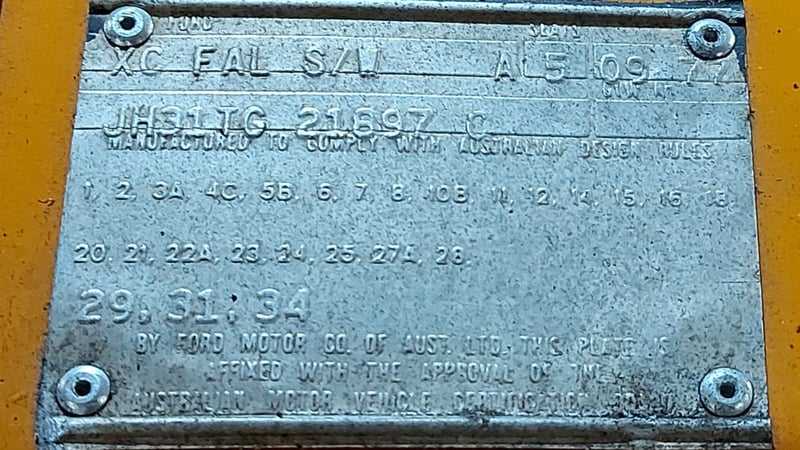 FORD SEATS
XC FAL S/W A 5 09 77
JH31TG 21897 C
MANUFACTURED TO COMPLY WITH AUSTRALIAN DESIGN RULES
1, 2, 3A, 4C, 5B, 6, 7, 8, 10B, 11, 12, 14, 15, 16, 18,
20, 21, 22A, 23, 24, 25, 27A, 28,
29, 31, 34
BY FORD MOTOR CO. OF AUST. LTD. THIS PLATE IS
AFFIXED WITH THE APPROVAL OF THE
AUSTRALIAN MOTOR VEHICLE CERTIFICATION BOARD